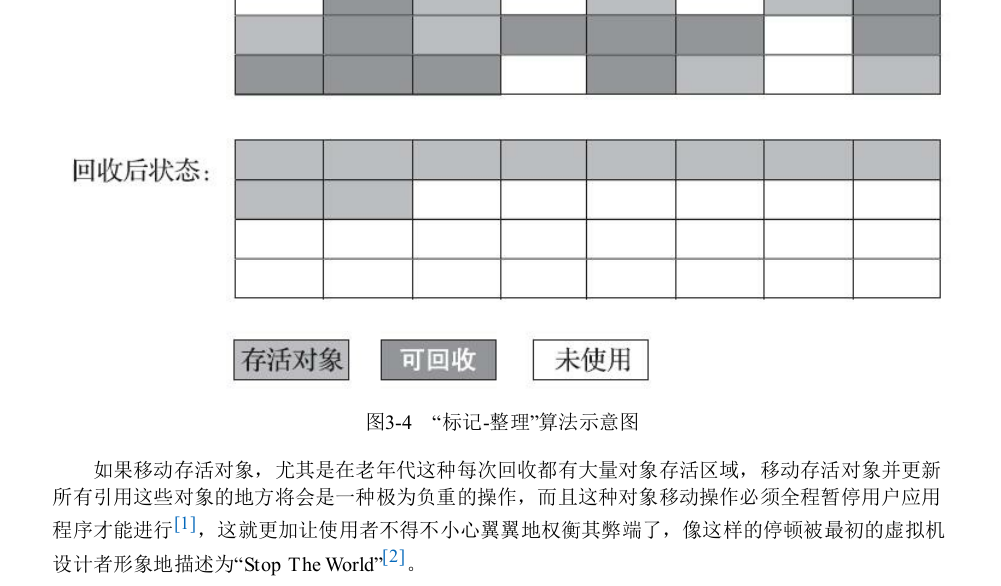 回收后状态:
存活对象 可回收 未使用
图3-4 “标记-整理”算法示意图
如果移动存活对象，尤其是在老年代这种每次回收都有大量对象存活区域，移动存活对象并更新
所有引用这些对象的地方将会是一种极为负重的操作，而且这种对象移动操作必须全程暂停用户应用
程序才能进行[1]，这就更加让使用者不得不小心翼翼地权衡其弊端了，像这样的停顿被最初的虚拟机
设计者形象地描述为“Stop The World”[2]。